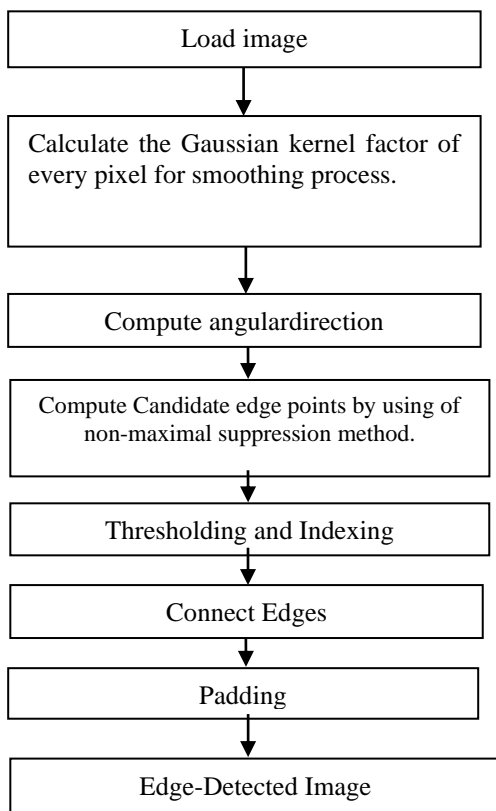 Load image
Calculate the Gaussian kernel factor of
every pixel for smoothing process.
Compute angulardirection
Compute Candidate edge points by using of
non-maximal suppression method.
Thresholding and Indexing
Connect Edges
Padding
Edge-Detected Image